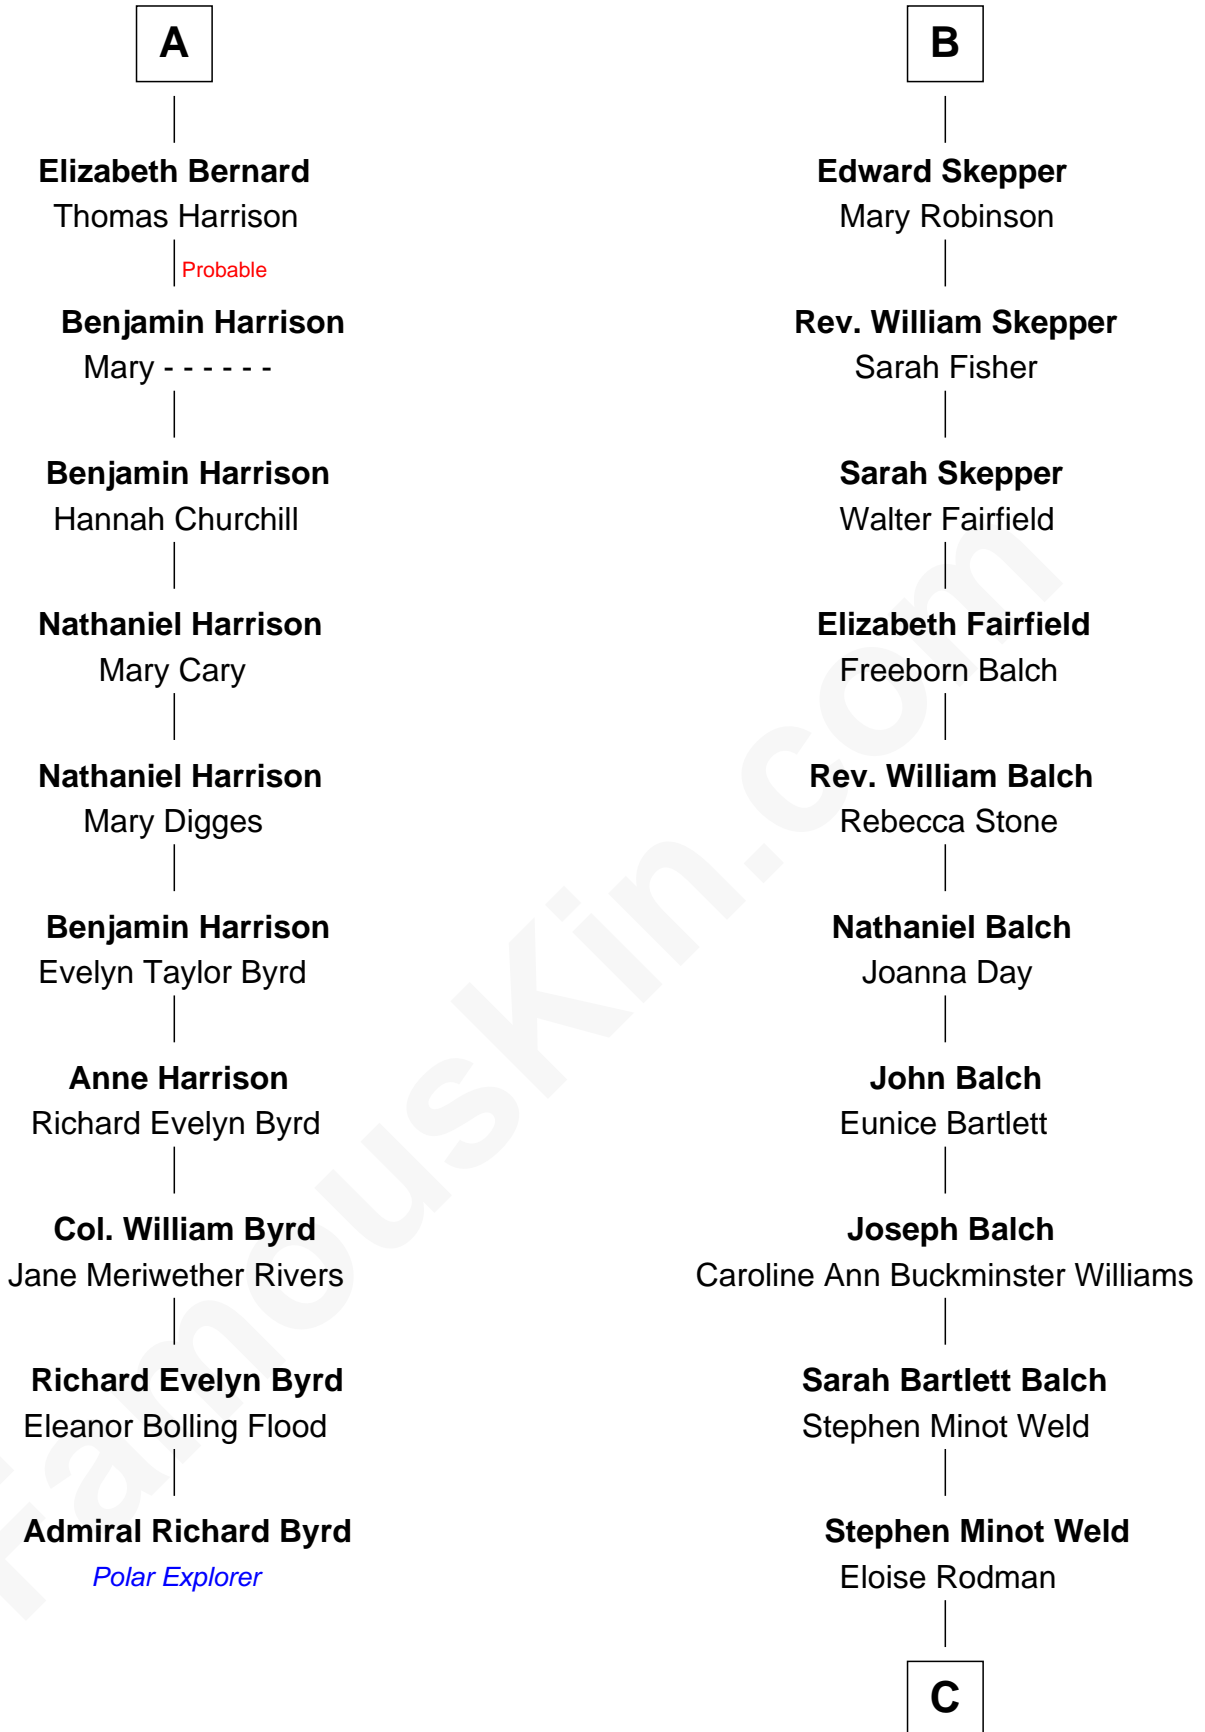 A
Elizabeth Bernard
Thomas Harrison
Probable
Benjamin Harrison
Mary - - - - - -
Benjamin Harrison
Hannah Churchill
Nathaniel Harrison
Mary Cary
Nathaniel Harrison
Mary Digges
Benjamin Harrison
Evelyn Taylor Byrd
Anne Harrison
Richard Evelyn Byrd
Col. William Byrd
Jane Meriwether Rivers
Richard Evelyn Byrd
Eleanor Bolling Flood
Admiral Richard Byrd
Polar Explorer
B
Edward Skepper
Mary Robinson
Rev. William Skepper
Sarah Fisher
Sarah Skepper
Walter Fairfield
Elizabeth Fairfield
Freeborn Balch
Rev. William Balch
Rebecca Stone
Nathaniel Balch
Joanna Day
John Balch
Eunice Bartlett
Joseph Balch
Caroline Ann Buckminster Williams
Sarah Bartlett Balch
Stephen Minot Weld
Stephen Minot Weld
Eloise Rodman
C
FamousKin.com